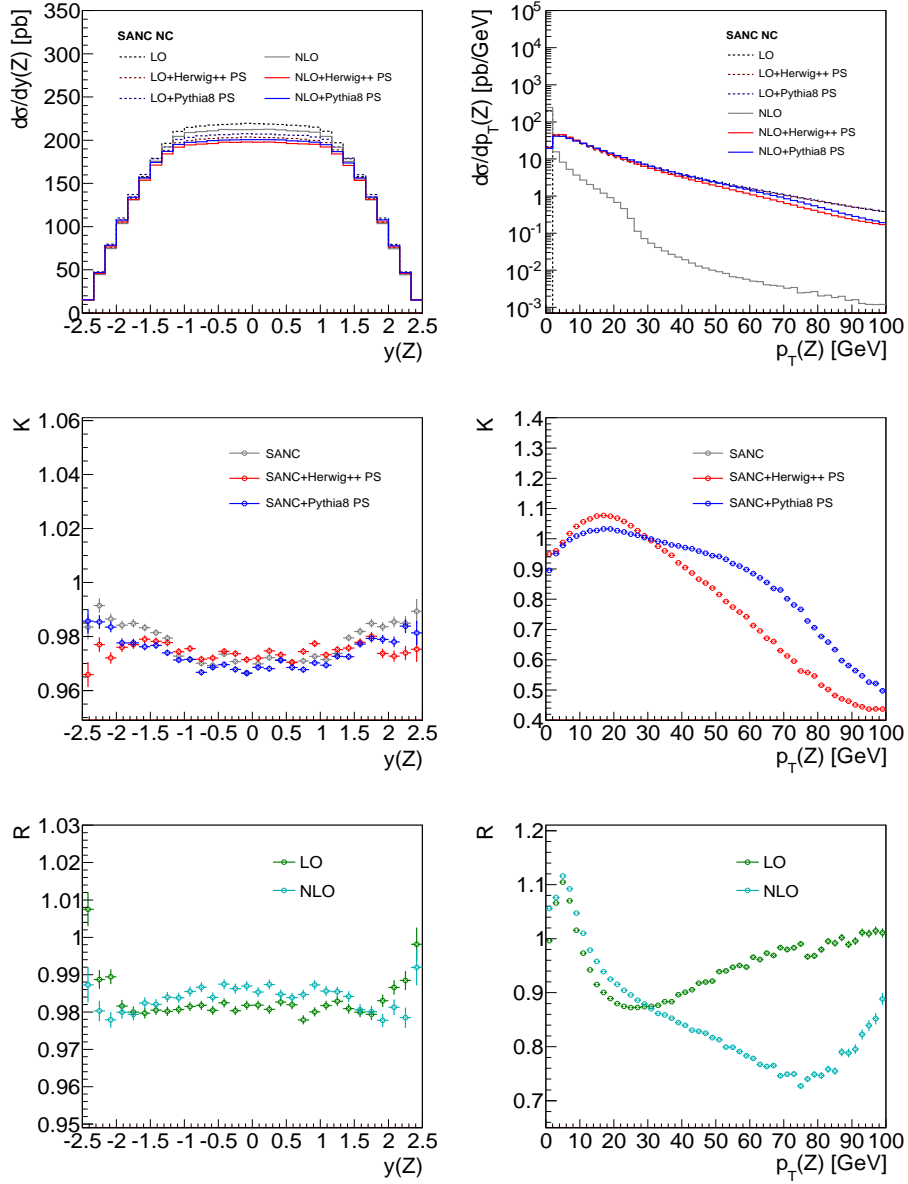 dσ/dy(Z) [pb]
400
350
300
250
200
150
100
50
0
SANC NC
LO NLO
LO+Herwig++ PS NLO+Herwig++ PS
LO+Pythia8 PS NLO+Pythia8 PS
-2.5 -2 -1.5 -1 -0.5 0 0.5 1 1.5 2 2.5
y(Z)
dσ/dp_T(Z) [pb/GeV]
10^5
10^4
10^3
10^2
10
1
10^-1
10^-2
10^-3
SANC NC
LO
LO+Herwig++ PS
LO+Pythia8 PS
NLO
NLO+Herwig++ PS
NLO+Pythia8 PS
0 10 20 30 40 50 60 70 80 90 100
p_T(Z) [GeV]
K
1.06
1.04
1.02
1
0.98
0.96
SANC
SANC+Herwig++ PS
SANC+Pythia8 PS
-2.5 -2 -1.5 -1 -0.5 0 0.5 1 1.5 2 2.5
y(Z)
K
1.4
1.3
1.2
1.1
1
0.9
0.8
0.7
0.6
0.5
0.4
SANC
SANC+Herwig++ PS
SANC+Pythia8 PS
0 10 20 30 40 50 60 70 80 90 100
p_T(Z) [GeV]
R
1.03
1.02
1.01
1
0.99
0.98
0.97
0.96
0.95
LO
NLO
-2.5 -2 -1.5 -1 -0.5 0 0.5 1 1.5 2 2.5
y(Z)
R
1.2
1.1
1
0.9
0.8
0.7
LO
NLO
0 10 20 30 40 50 60 70 80 90 100
p_T(Z) [GeV]